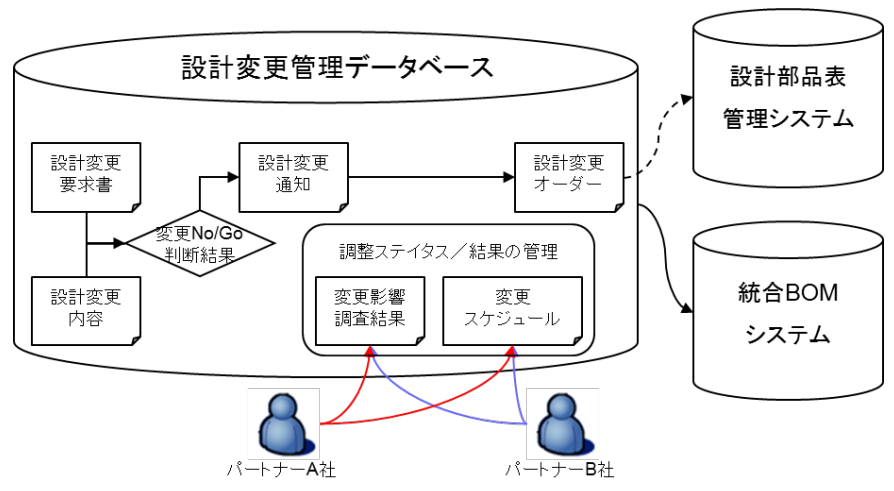 設計変更管理データベース
設計部品表
管理システム
設計変更
要求書
設計変更
通知
設計変更
オーダー
変更No/Go
判断結果
設計変更
内容
調整ステイタス／結果の管理
変更影響
調査結果
変更
スケジュール
統合BOM
システム
パートナーA社
パートナーB社